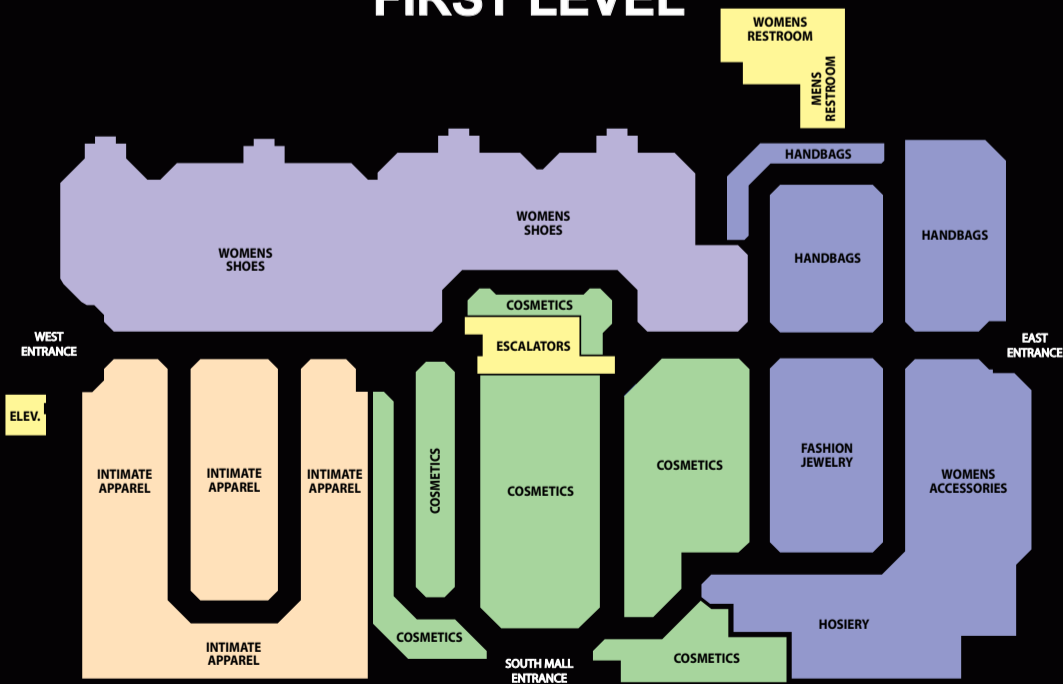 FIRST LEVEL
WOMENS
RESTROOM
MENS
RESTROOM
HANDBAGS
HANDBAGS
HANDBAGS
WOMENS
SHOES
WOMENS
SHOES
COSMETICS
ESCALATORS
WEST
ENTRANCE
EAST
ENTRANCE
ELEV.
INTIMATE
APPAREL
INTIMATE
APPAREL
INTIMATE
APPAREL
INTIMATE
APPAREL
COSMETICS
COSMETICS
COSMETICS
FASHION
JEWELRY
WOMENS
ACCESSORIES
HOSIERY
COSMETICS
COSMETICS
SOUTH MALL
ENTRANCE